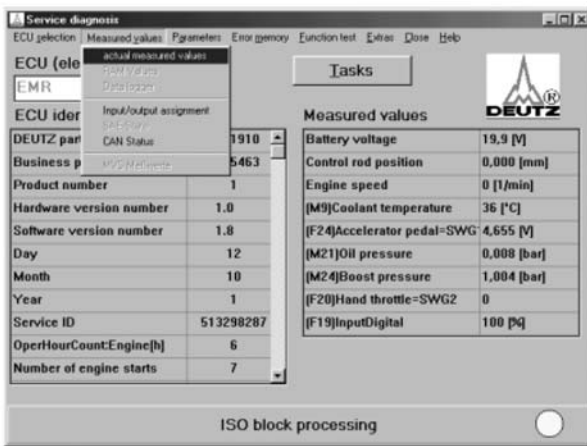 Service diagnosis
ECU selection Measured values Parameters Error memory Function test Extras Close Help
actual measured values
RAM Values
Data logger
Input/output assignment
CAN Status
ECU (ele
EMR
Tasks
DEUTZ
®
ECU iden
DEUTZ part 1910
Business p 5463
Product number 1
Hardware version number 1.0
Software version number 1.8
Day 12
Month 10
Year 1
Service ID 513298287
OperHourCount:Engine[h] 6
Number of engine starts 7
Measured values
Battery voltage 19,9 [V]
Control rod position 0,000 [mm]
Engine speed 0 [1/min]
(M9)Coolant temperature 36 [°C]
(F24)Accelerator pedal=SWG 4,655 [V]
(M21)Oil pressure 0,008 [bar]
(M24)Boost pressure 1,004 [bar]
(F20)Hand throttle=SWG2 0
(F19)InputDigital 100 [%]
ISO block processing